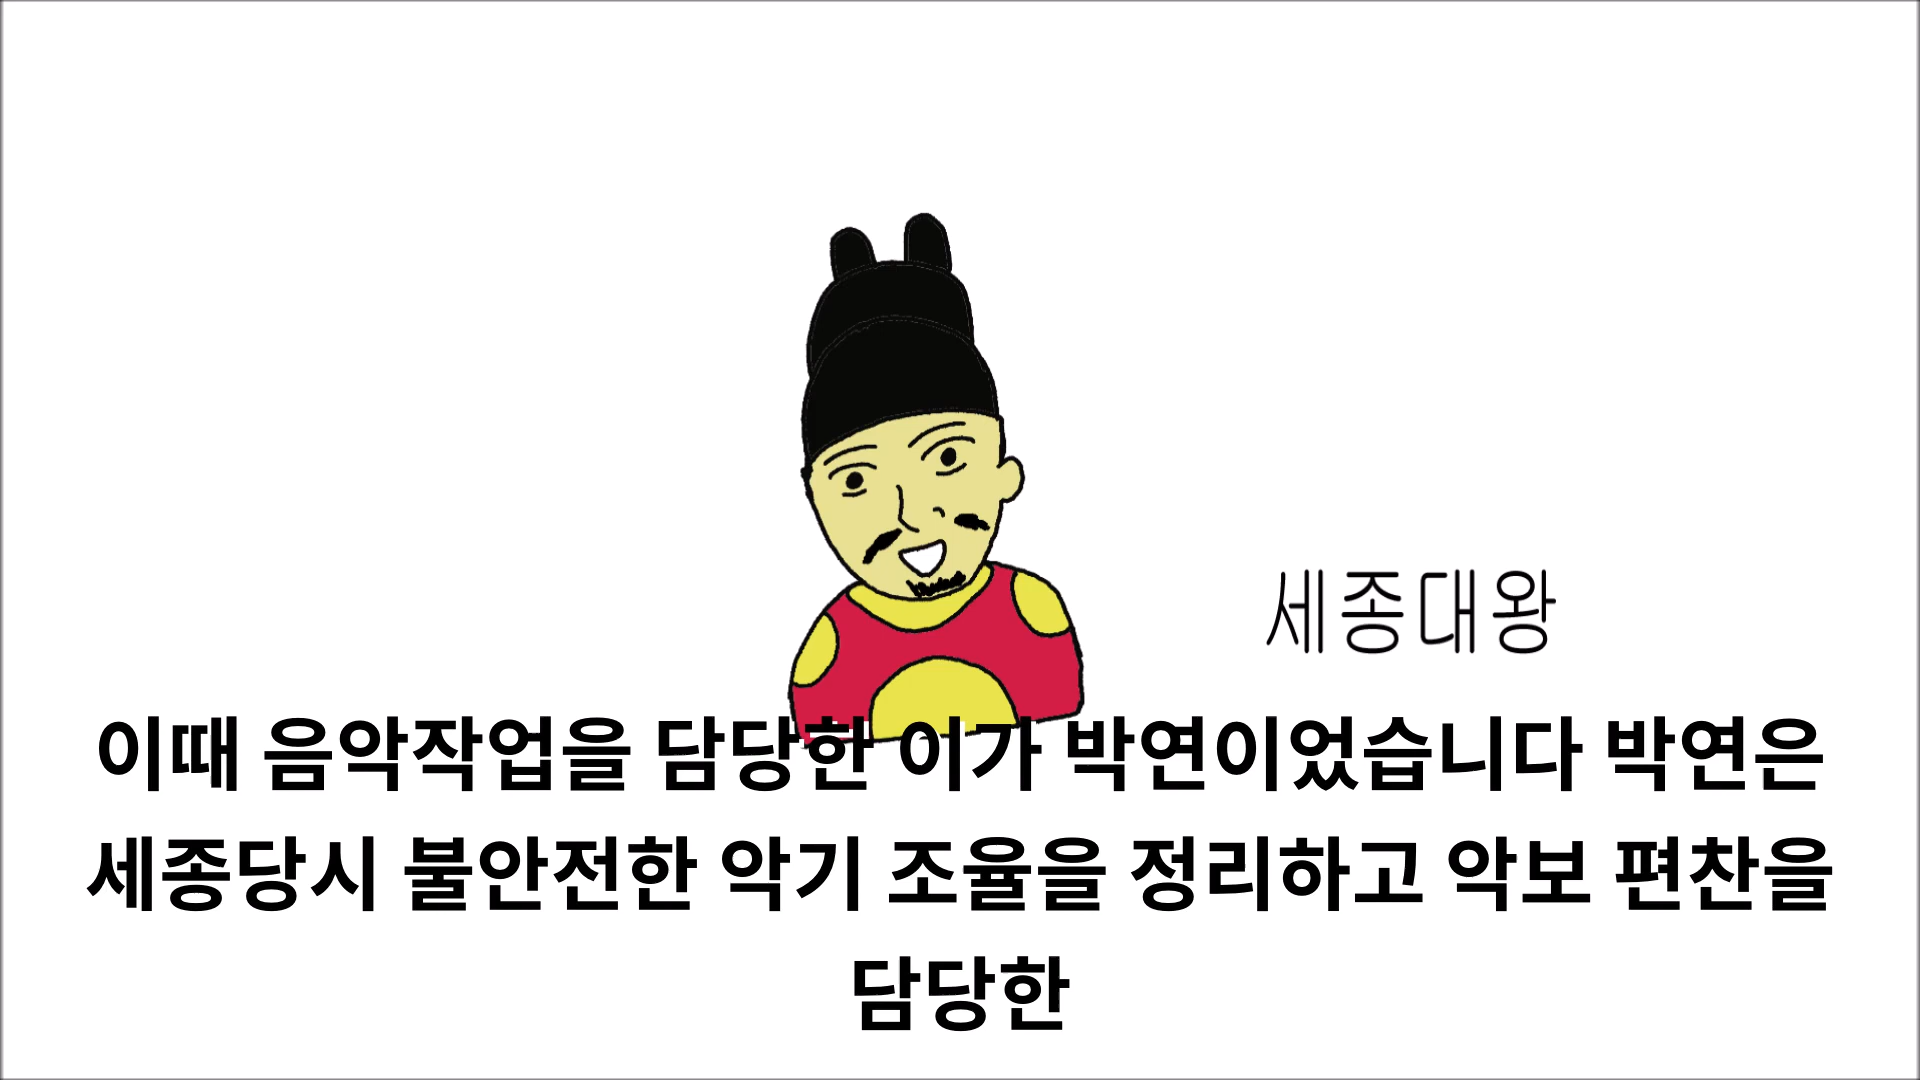 세종대왕
이때 음악작업을 담당한 이가 박연이었습니다 박연은
세종당시 불안전한 악기 조율을 정리하고 악보 편찬을
담당한